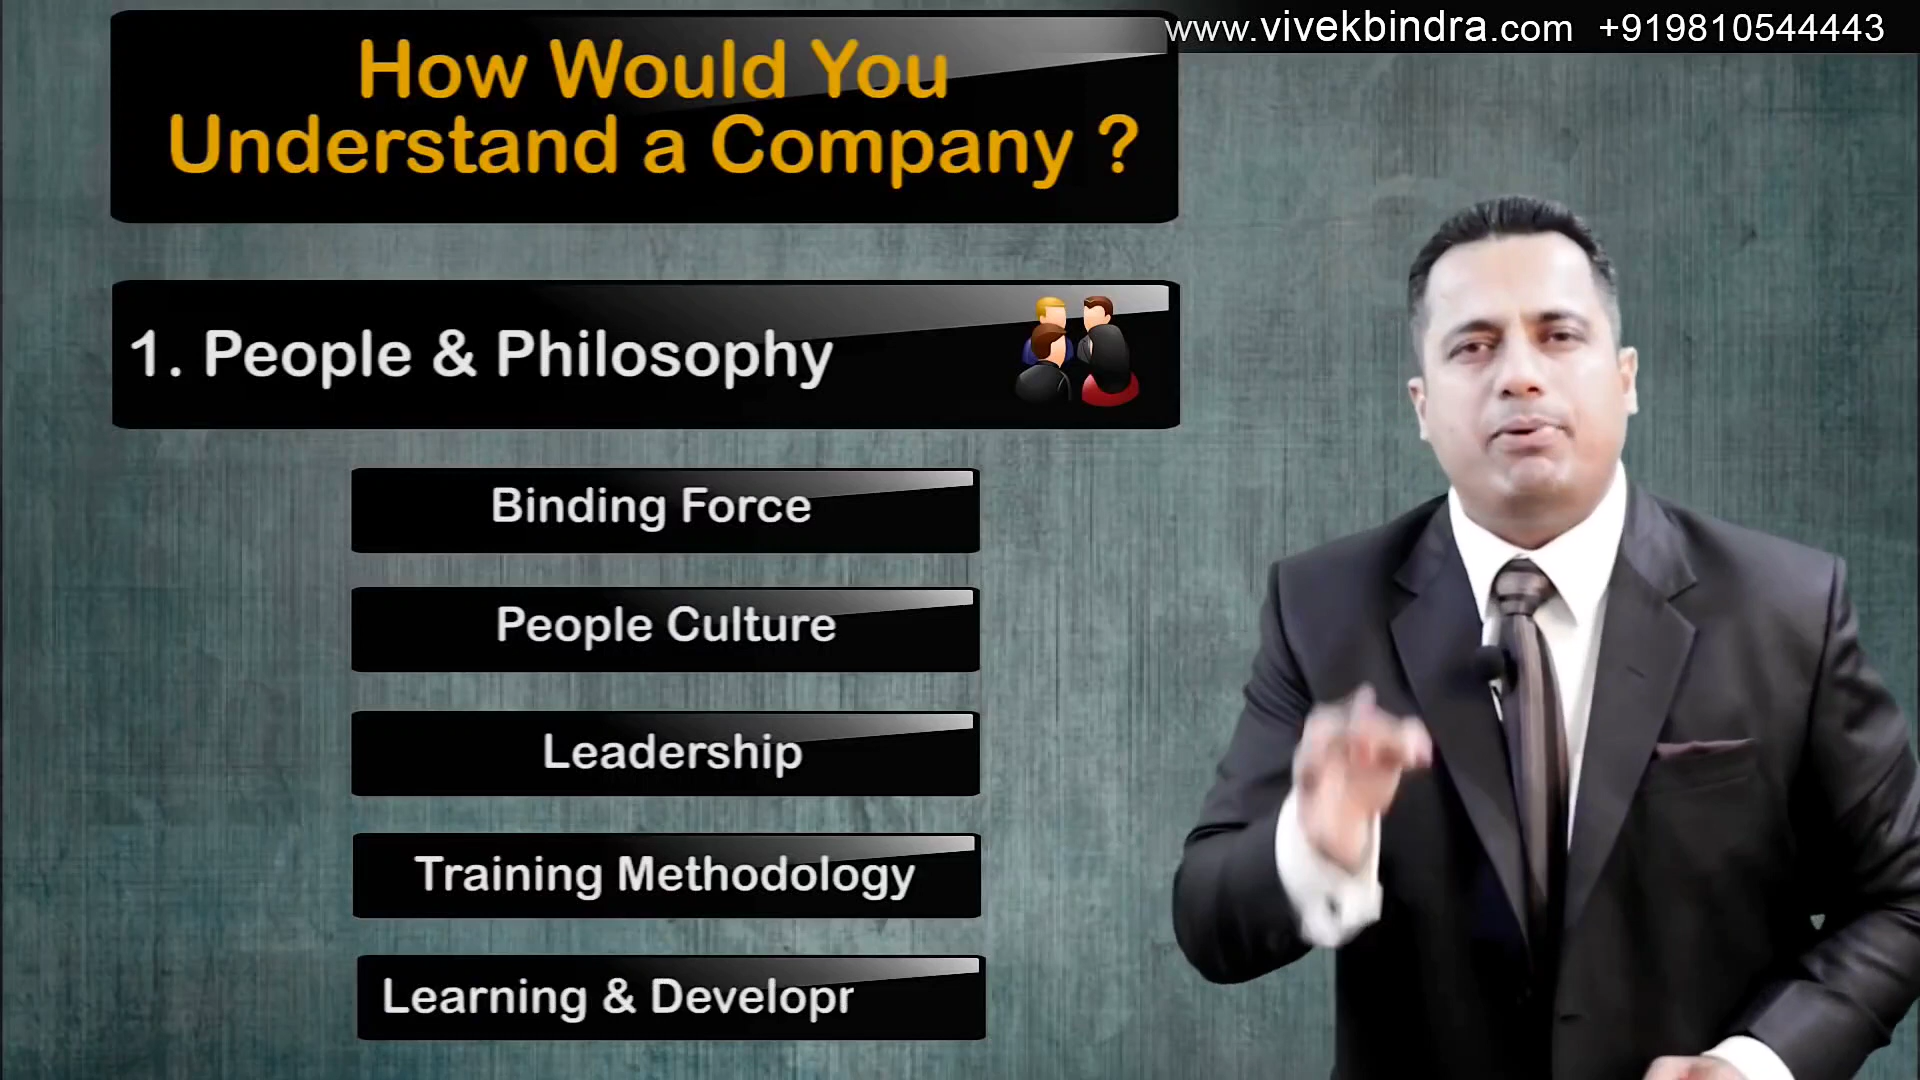 www.vivekbindra.com +919810544443
How Would You
Understand a Company ?
1. People & Philosophy
Binding Force
People Culture
Leadership
Training Methodology
Learning & Developr